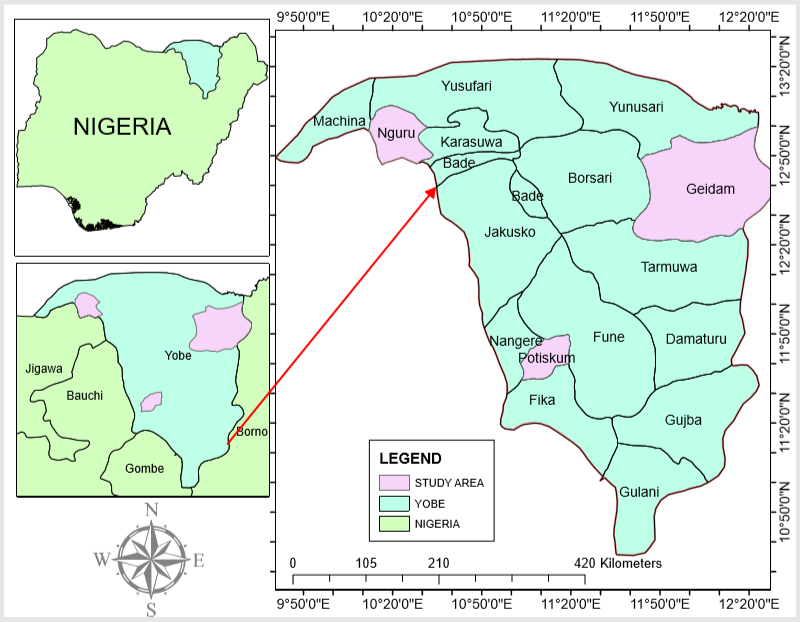 9°50'0"E 10°20'0"E 10°50'0"E 11°20'0"E 11°50'0"E 12°20'0"E
NIGERIA
Yusufari
Yunusari
Machina
Nguru
Karasuwa
Bade
Borsari
Geidam
Bade
Jakusko
Tarmuwa
Nangere
Fune
Damaturu
Potiskum
Fika
Gujba
Gulani
13°20'0"N
12°50'0"N
12°20'0"N
11°50'0"N
11°20'0"N
10°50'0"N
Yobe
Jigawa
Bauchi
Borno
Gombe
LEGEND
STUDY AREA
YOBE
NIGERIA
N
W E
S
0 105 210 420 Kilometers
9°50'0"E 10°20'0"E 10°50'0"E 11°20'0"E 11°50'0"E 12°20'0"E